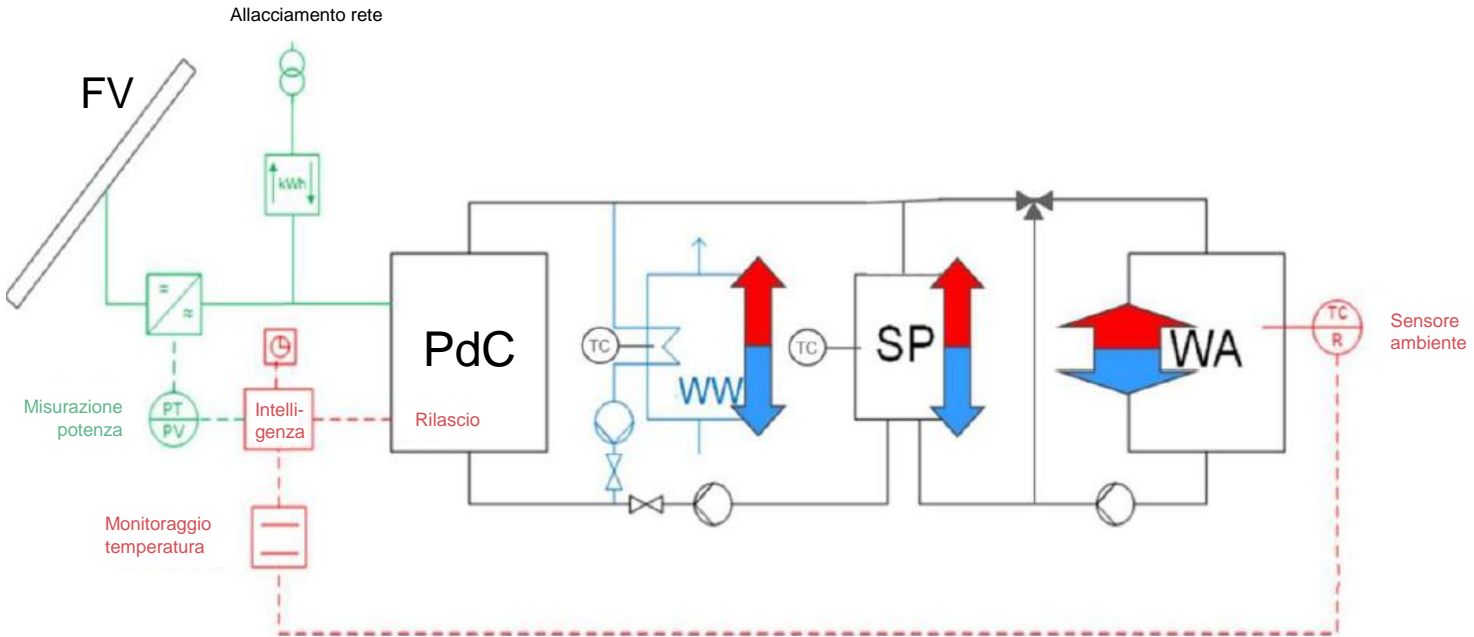 Allacciamento rete
FV
kWh
=
≈
PdC
TC
WW
TC
SP
WA
TC
R
Sensore
ambiente
Misurazione
potenza
PT
PV
Intelli-
genza
Rilascio
Monitoraggio
temperatura